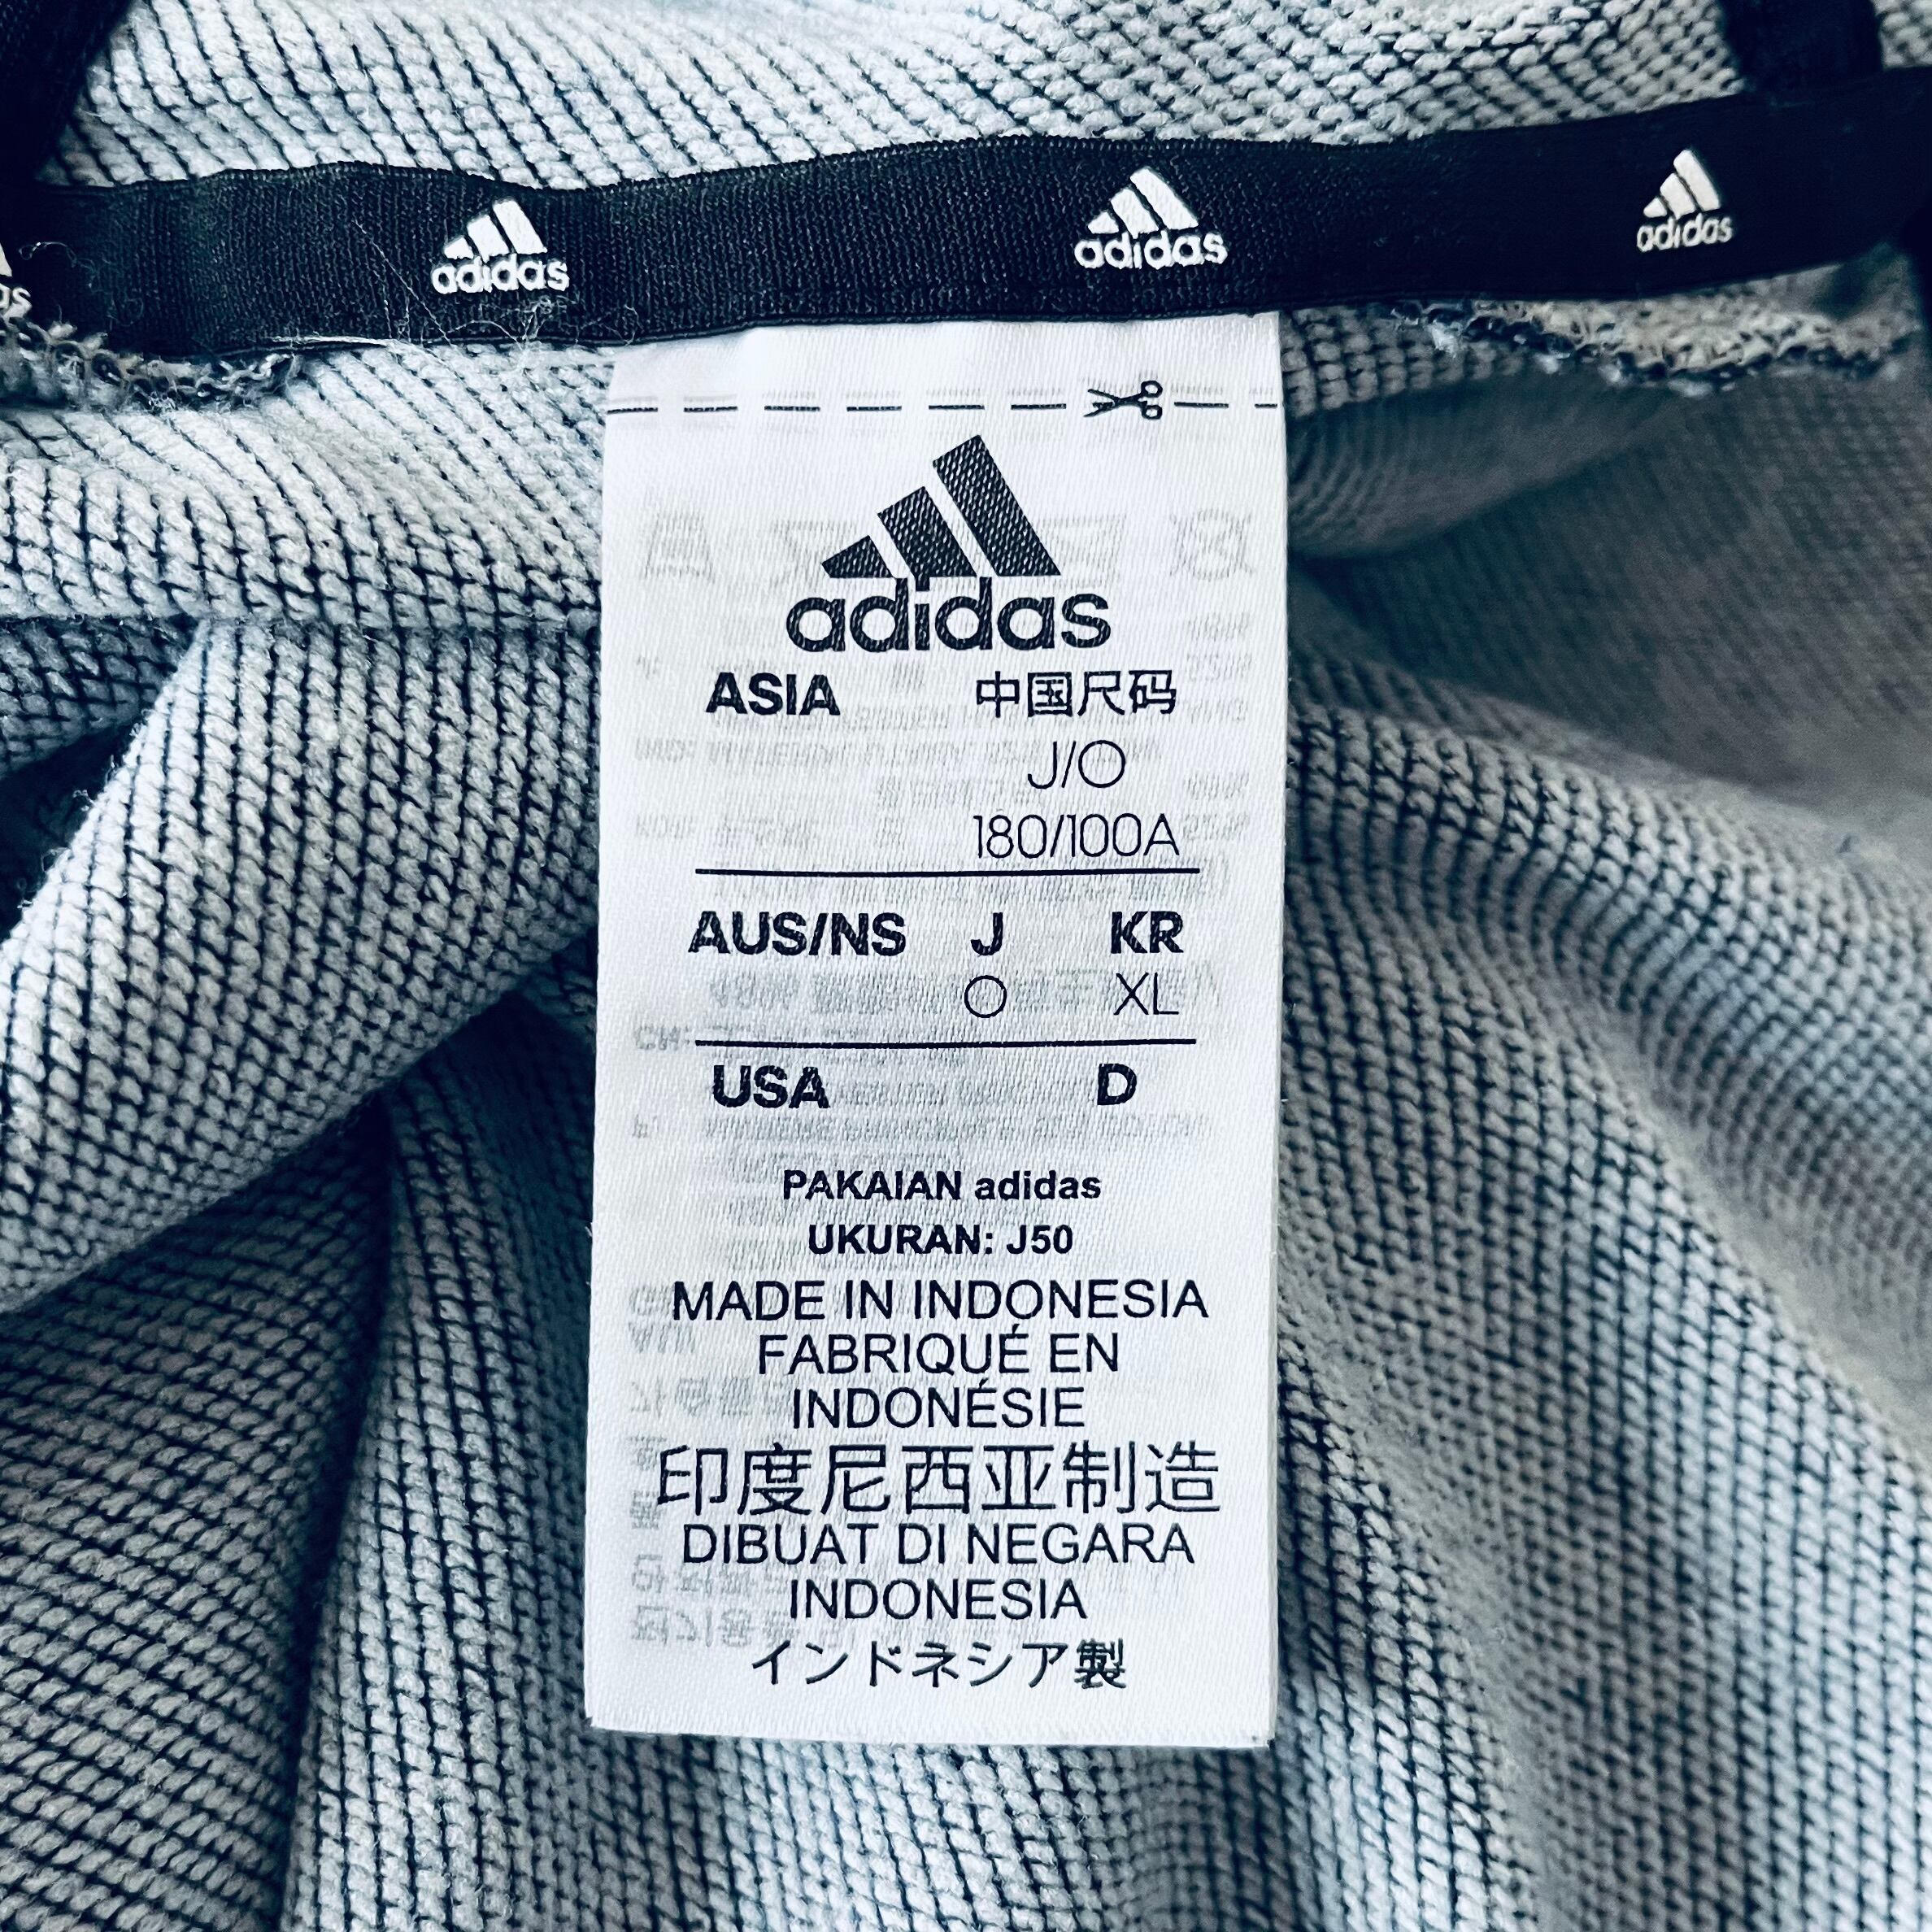 adidas adidas adidas
adidas
ASIA 中国尺码
J/O
180/100A
AUS/NS J KR
O XL
USA D
PAKAIAN adidas
UKURAN: J50
MADE IN INDONESIA
FABRIQUÉ EN
INDONÉSIE
印度尼西亚制造
DIBUAT DI NEGARA
INDONESIA
インドネシア製